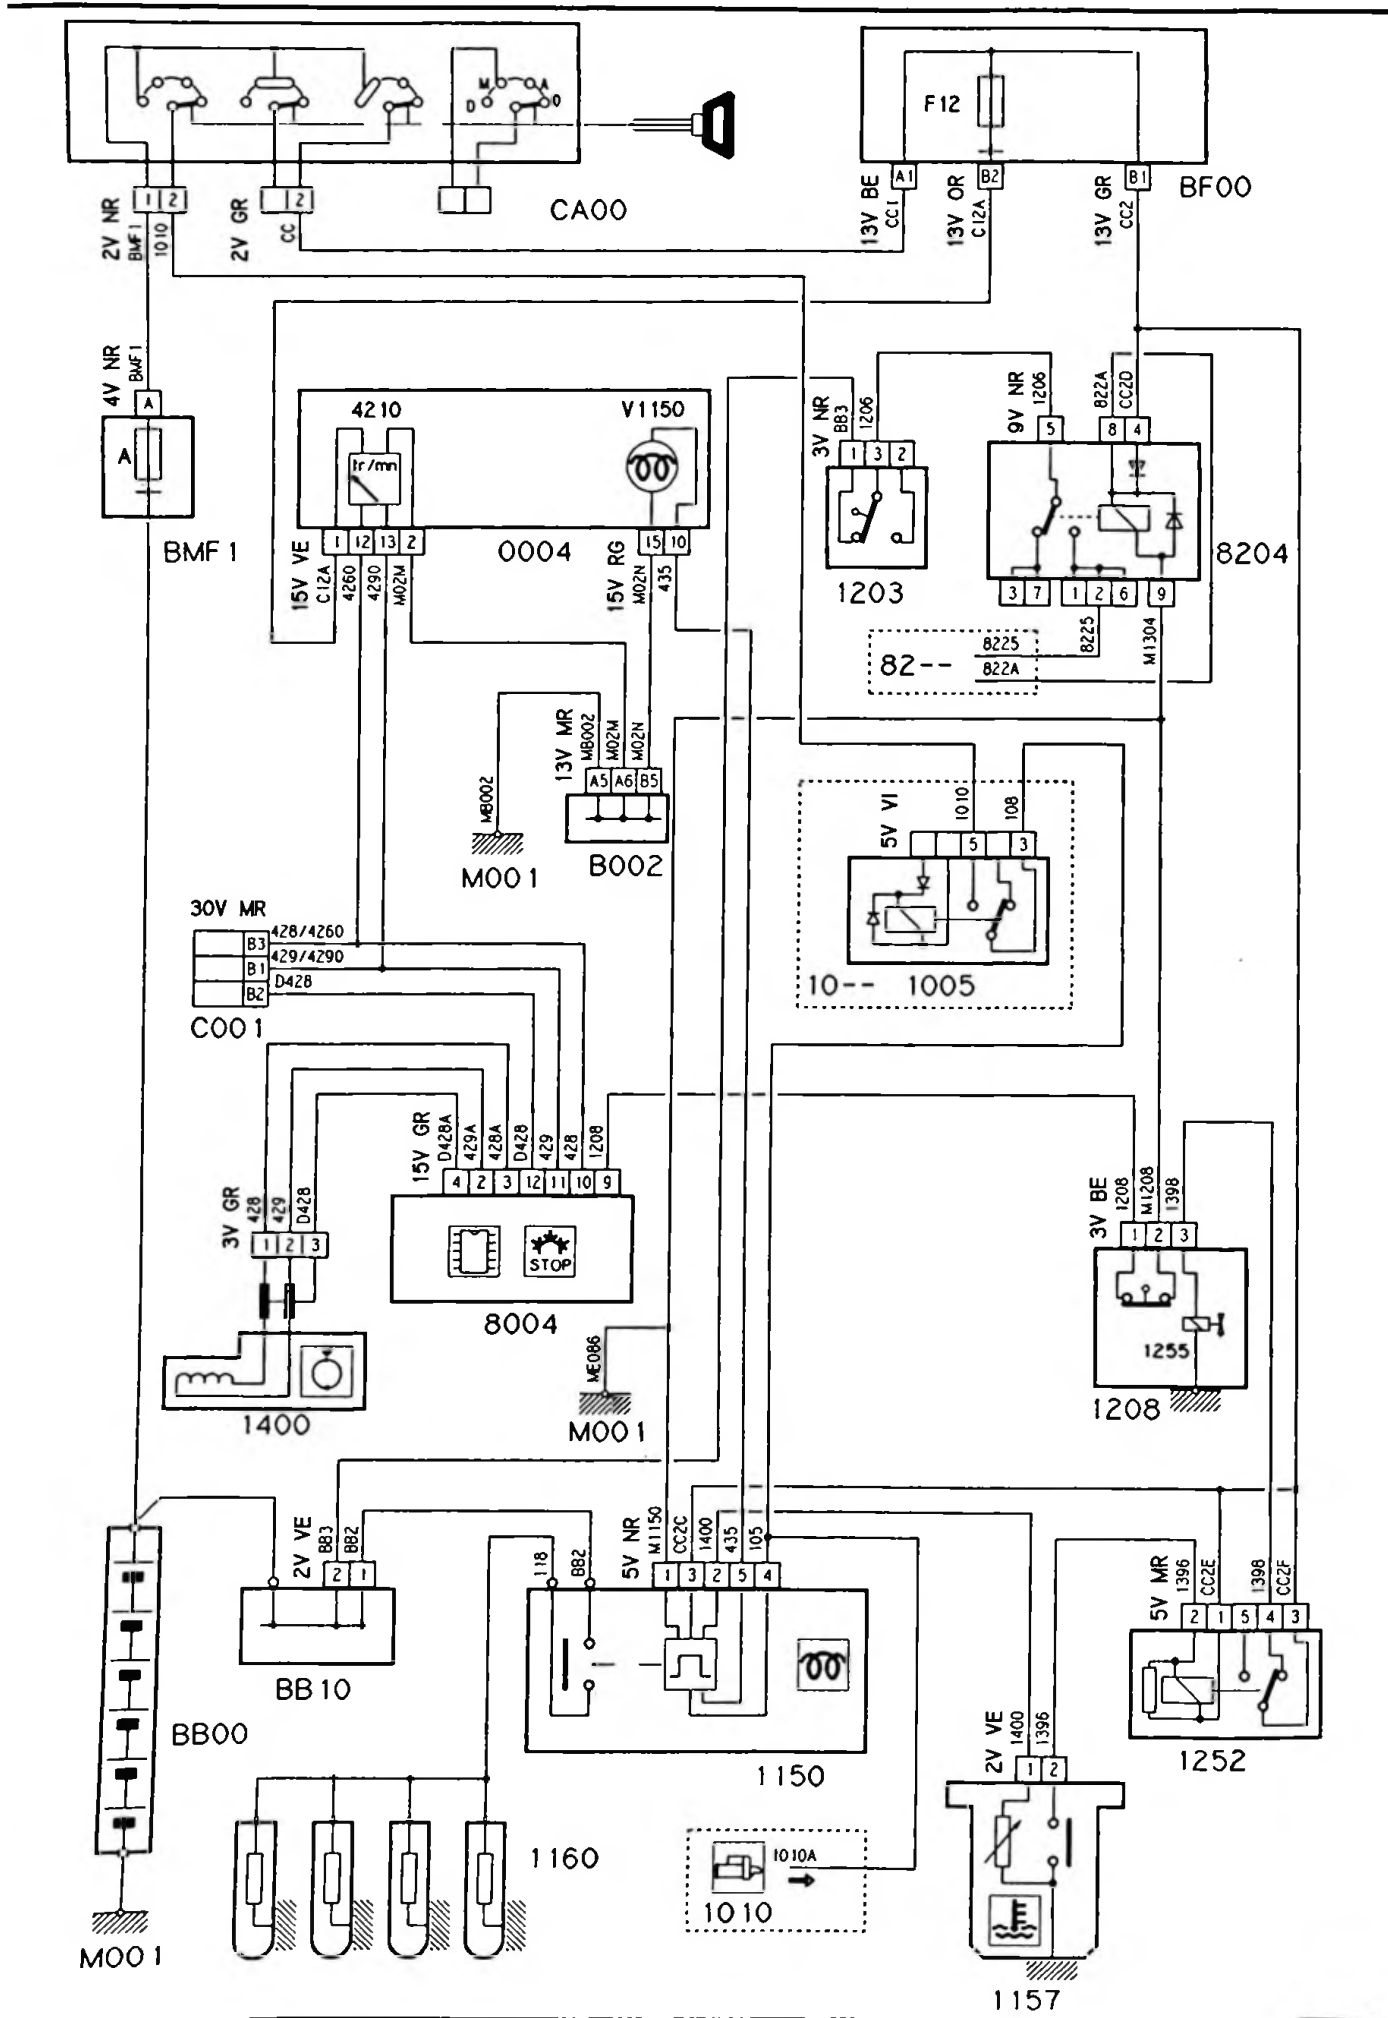 M A
D O
F12
1 2
2
CA00
A1 B2 B1
BF00
2V NR
BMF1
1010
2V GR
CC
13V BE
CC1
13V OR
C12A
13V GR
CC2
4V NR
BMF1
A
A
BMF1
4210
V1150
tr/mn
1 12 13 2
0004
15 10
15V VE
C12A
4260
4290
M02M
15V RG
M02N
435
3V NR
BB3
1206
1 3 2
1203
9V NR
1206
822A
CC2D
5 8 4
8204
3 7 1 2 6 9
8225
M1304
82--
8225
822A
13V MR
MB002
M02M
M02N
A5 A6 B5
B002
MB002
M001
5V VI
1010
108
5 3
10-- 1005
30V MR
B3 428/4260
B1 429/4290
B2 D428
C001
15V GR
D428A
429A
428A
D428
429
428
1208
4 2 3 12 11 10 9
STOP
8004
3V GR
428
429
D428
1 2 3
1400
ME086
M001
3V BE
1208
M1208
1398
1 2 3
1255
1208
2V VE
BB3
BB2
2 1
BB10
BB00
M001
118
BB2
5V NR
M1150
CC2C
1400
435
105
1 3 2 5 4
1150
1160
1010A
1010
5V MR
1396
CC2E
1398
CC2F
2 1 5 4 3
1252
2V VE
1400
1396
1 2
1157